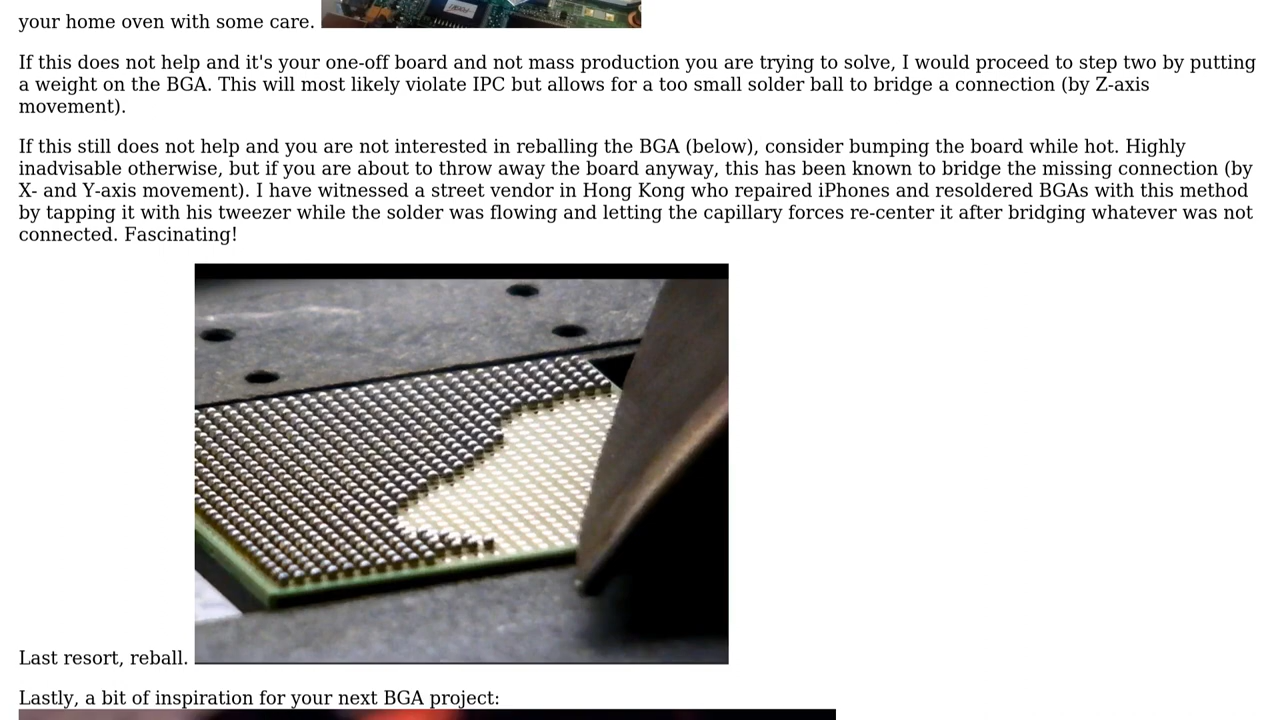 your home oven with some care.
If this does not help and it's your one-off board and not mass production you are trying to solve, I would proceed to step two by putting
a weight on the BGA. This will most likely violate IPC but allows for a too small solder ball to bridge a connection (by Z-axis
movement).
If this still does not help and you are not interested in reballing the BGA (below), consider bumping the board while hot. Highly
inadvisable otherwise, but if you are about to throw away the board anyway, this has been known to bridge the missing connection (by
X- and Y-axis movement). I have witnessed a street vendor in Hong Kong who repaired iPhones and resoldered BGAs with this method
by tapping it with his tweezer while the solder was flowing and letting the capillary forces re-center it after bridging whatever was not
connected. Fascinating!
Last resort, reball.
Lastly, a bit of inspiration for your next BGA project: